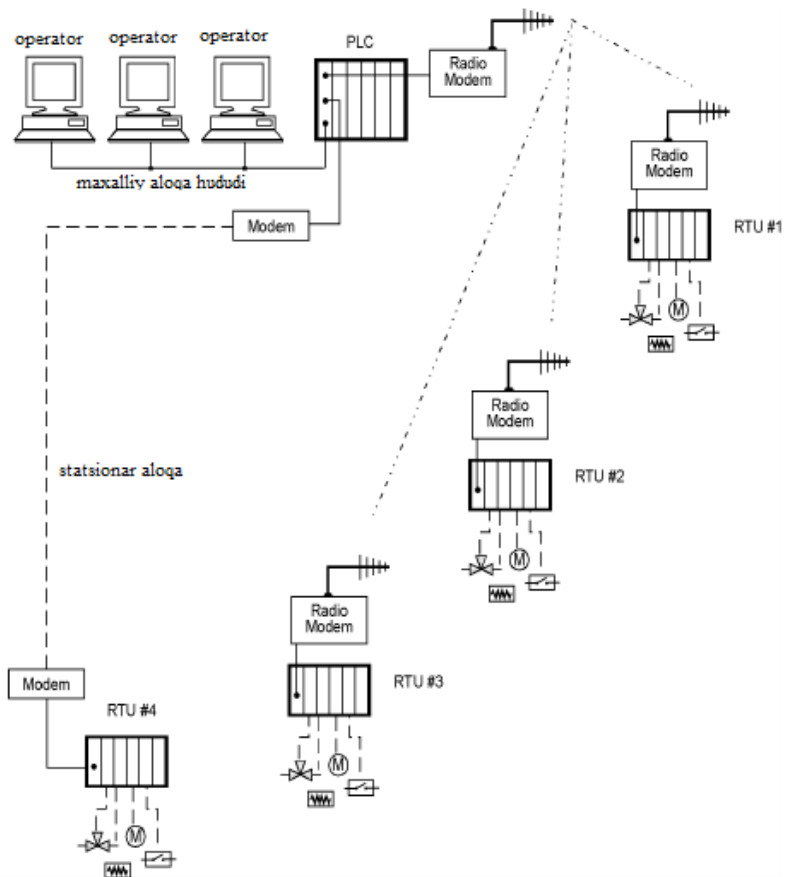 operator
operator
operator
PLC
Radio
Modem
maxalliy aloqa hududi
Modem
Radio
Modem
RTU #1
M
Radio
Modem
RTU #2
M
statsionar aloqa
Radio
Modem
RTU #3
M
Modem
RTU #4
M